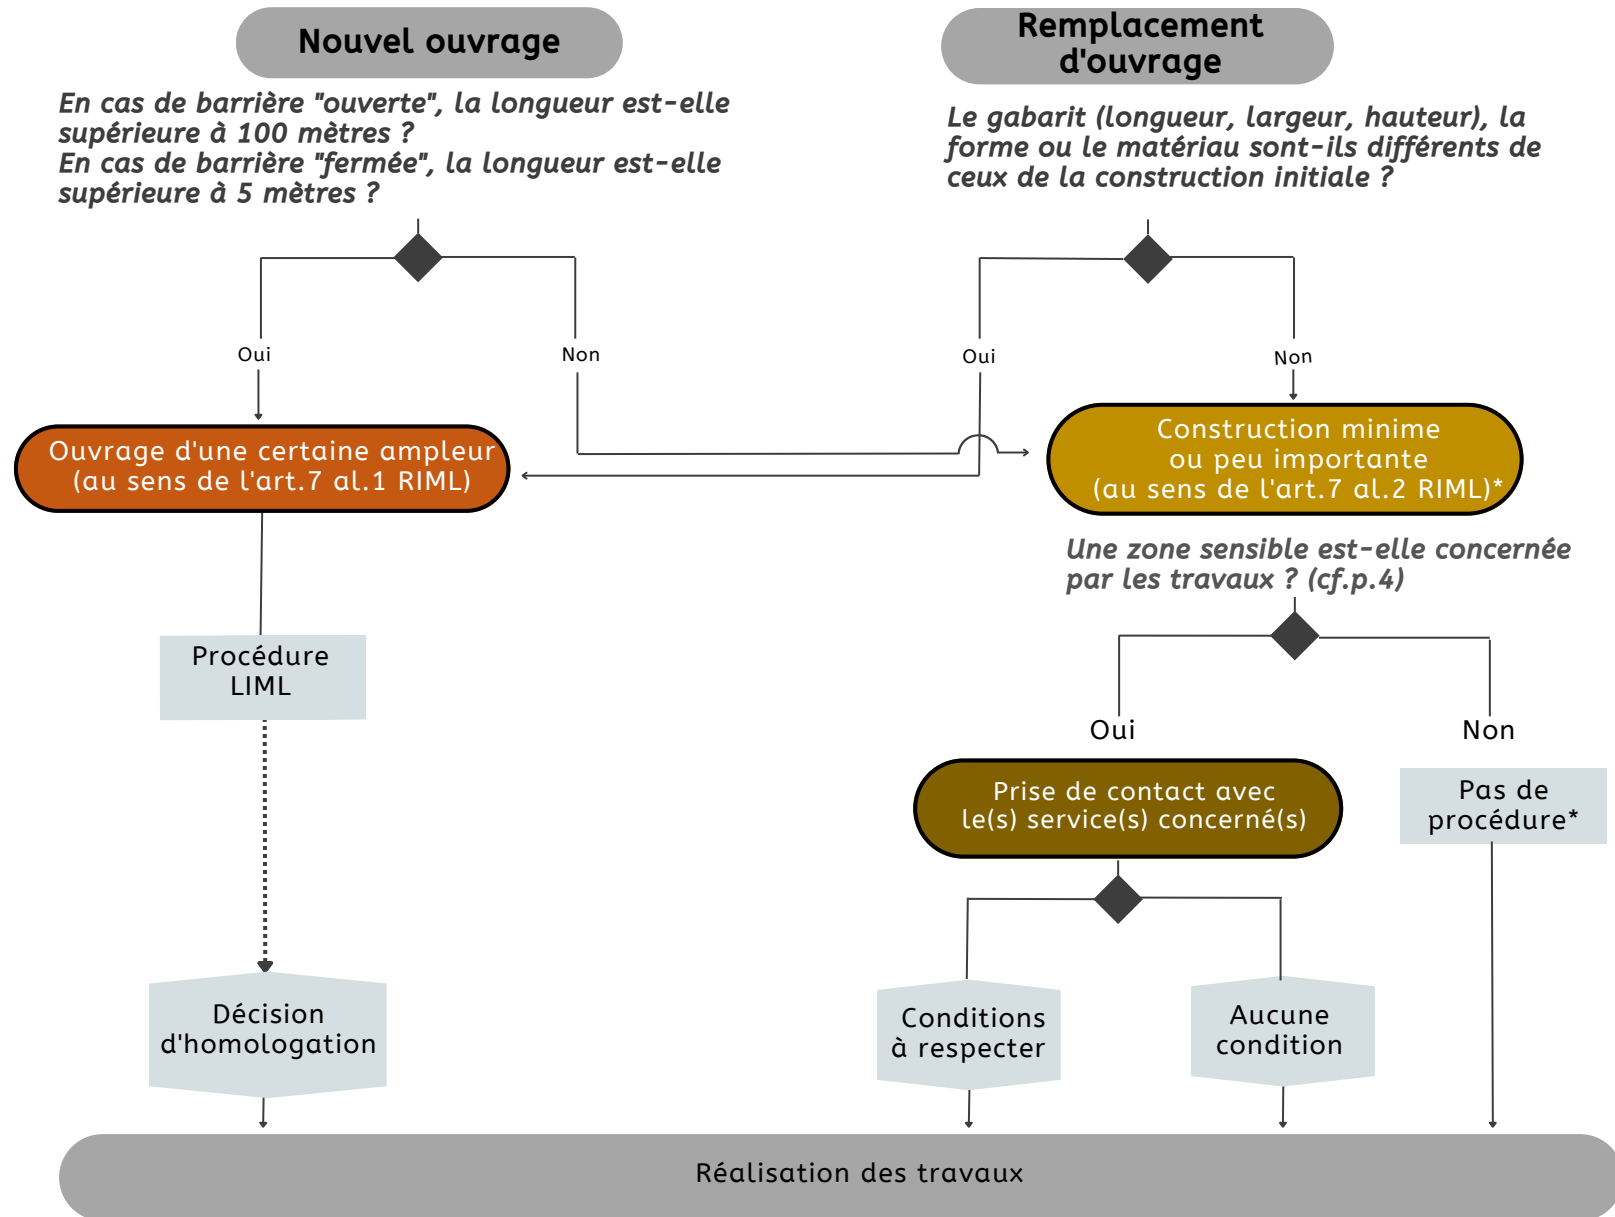 Nouvel ouvrage
En cas de barrière "ouverte", la longueur est-elle
supérieure à 100 mètres ?
En cas de barrière "fermée", la longueur est-elle
supérieure à 5 mètres ?
Remplacement
d'ouvrage
Le gabarit (longueur, largeur, hauteur), la
forme ou le matériau sont-ils différents de
ceux de la construction initiale ?
Oui
Non
Oui
Non
Ouvrage d'une certaine ampleur
(au sens de l'art.7 al.1 RIML)
Construction minime
ou peu importante
(au sens de l'art.7 al.2 RIML)*
Une zone sensible est-elle concernée
par les travaux ? (cf.p.4)
Procédure
LIML
Oui
Non
Prise de contact avec
le(s) service(s) concerné(s)
Pas de
procédure*
Décision
d'homologation
Conditions
à respecter
Aucune
condition
Réalisation des travaux